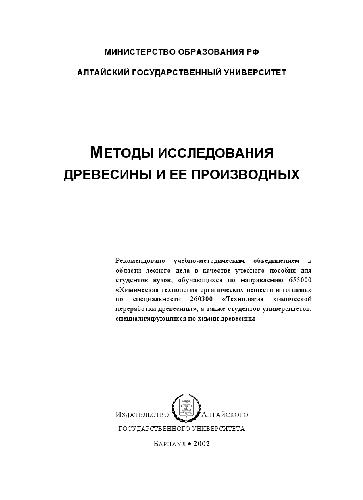 МИНИСТЕРСТВО ОБРАЗОВАНИЯ РФ
АЛТАЙСКИЙ ГОСУДАРСТВЕННЫЙ УНИВЕРСИТЕТ
МЕТОДЫ ИССЛЕДОВАНИЯ
ДРЕВЕСИНЫ И ЕЕ ПРОИЗВОДНЫХ
Рекомендовано учебно-методическим объединением в
области лесного дела в качестве учебного пособия для
студентов вузов, обучающихся по направлению 655000
«Химическая технология органических веществ и топлива»
по специальности 260300 «Технология химической
переработки древесины», а также студентов университетов,
специализирующихся по химии древесины
ИЗДАТЕЛЬСТВО АЛТАЙСКОГО
ГОСУДАРСТВЕННОГО УНИВЕРСИТЕТА
БАРНАУЛ • 2002